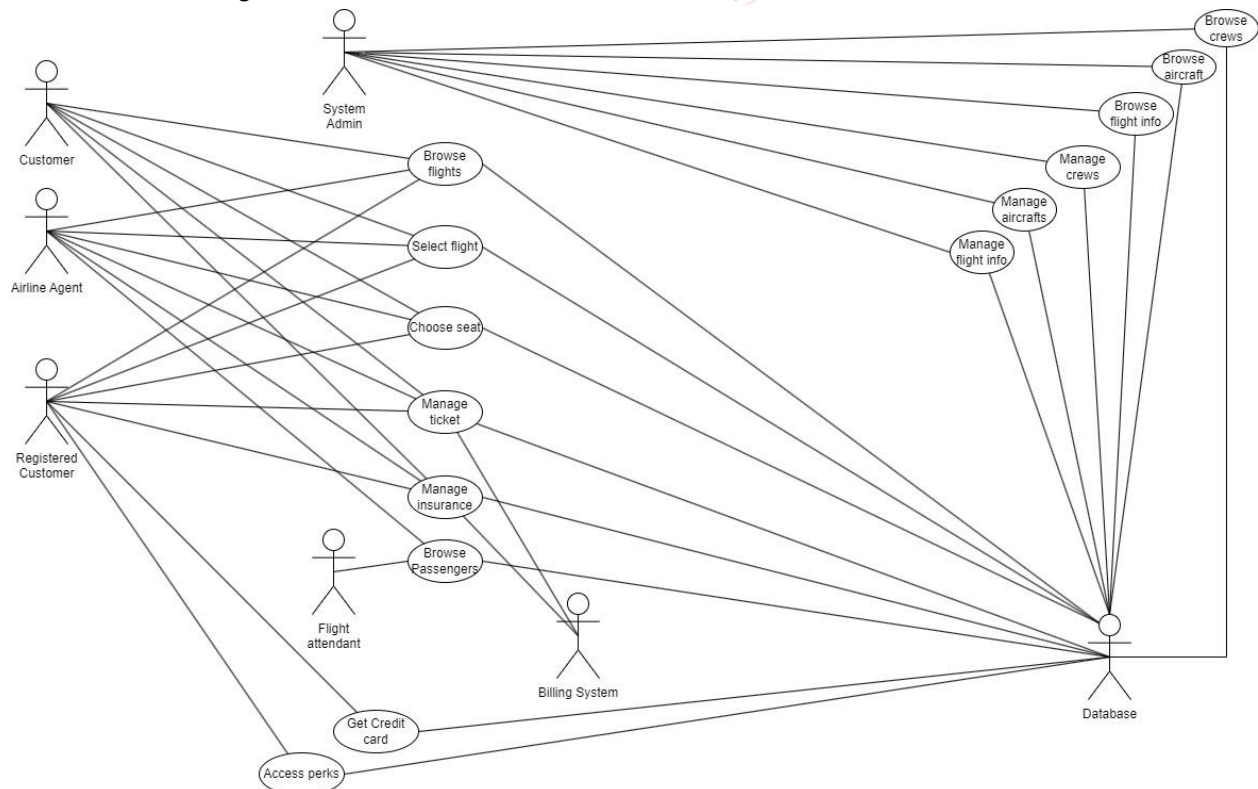 Browse
crews
System
Admin
Browse
aircraft
Browse
flight info
Customer
Browse
flights
Manage
crews
Manage
aircrafts
Airline Agent
Select flight
Manage
flight info
Choose seat
Registered
Customer
Manage
ticket
Manage
insurance
Browse
Passengers
Flight
attendant
Billing System
Database
Get Credit
card
Access perks